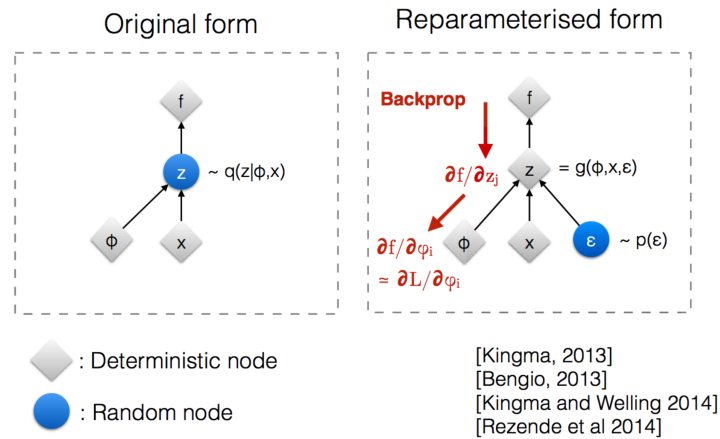 Original form
Reparameterised form
f
z
~ q(z|ϕ,x)
ϕ
x
Backprop
f
∂f/∂zj
z
= g(ϕ,x,ε)
∂f/∂φi
≃ ∂L/∂φi
ϕ
x
ε
~ p(ε)
: Deterministic node
: Random node
[Kingma, 2013]
[Bengio, 2013]
[Kingma and Welling 2014]
[Rezende et al 2014]